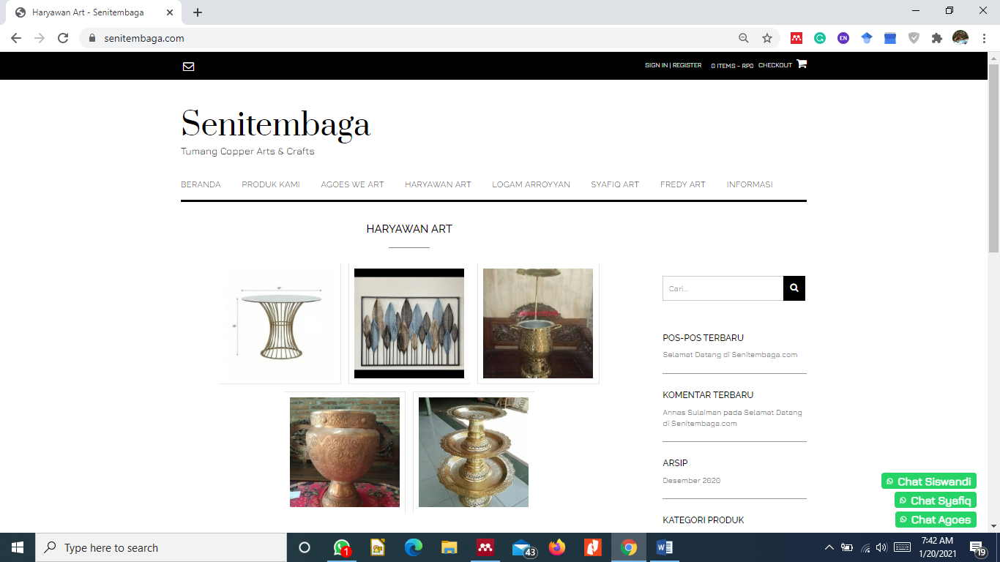 Haryawan Art - Senitembaga
senitembaga.com
EN
SIGN IN | REGISTER 0 ITEMS - RP0 CHECKOUT
Senitembaga
Tumang Copper Arts & Crafts
BERANDA PRODUK KAMI AGOES WE ART HARYAWAN ART LOGAM ARROYYAN SYAFIQ ART FREDY ART INFORMASI
HARYAWAN ART
Cari...
POS-POS TERBARU
Selamat Datang di Senitembaga.com
KOMENTAR TERBARU
Annas Sulaiman pada Selamat Datang
di Senitembaga.com
ARSIP
Desember 2020
KATEGORI PRODUK
Chat Siswandi
Chat Syafiq
Chat Agoes
Type here to search
1
43
7:42 AM
1/20/2021
19